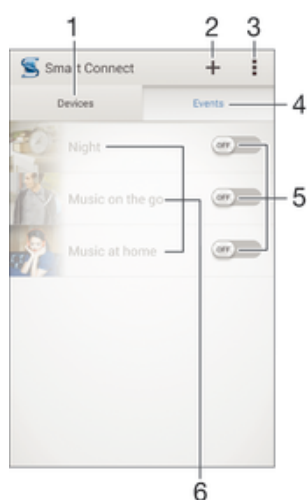 1 2 3
Smart Connect
Devices Events 4
Night OFF
Music on the go OFF 5
Music at home OFF
6